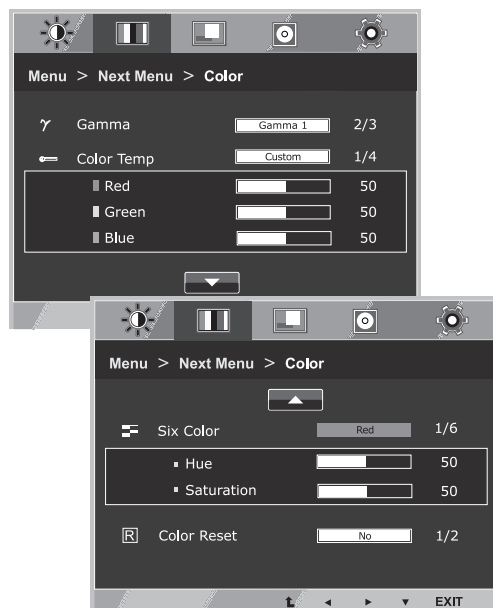 Menu > Next Menu > Color
γ Gamma Gamma 1 2/3
Color Temp Custom 1/4
Red 50
Green 50
Blue 50
Menu > Next Menu > Color
Six Color Red 1/6
Hue 50
Saturation 50
R Color Reset No 1/2
EXIT